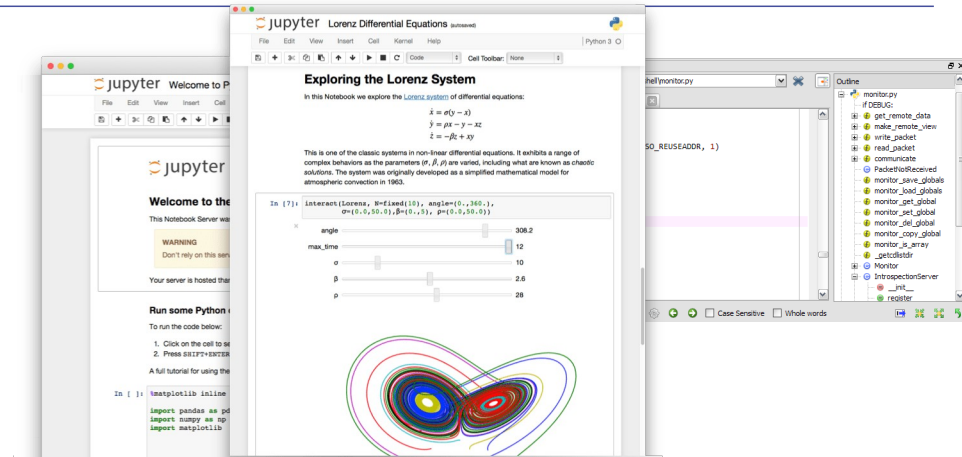 jupyter Lorenz Differential Equations (autosaved)
File Edit View Insert Cell Kernel Help Python 3
Code Cell Toolbar: None
Exploring the Lorenz System
In this Notebook we explore the Lorenz system of differential equations:
ẋ = σ(y − x)
ẏ = ρx − y − xz
ż = −βz + xy
This is one of the classic systems in non-linear differential equations. It exhibits a range of
complex behaviors as the parameters (σ, β, ρ) are varied, including what are known as chaotic
solutions. The system was originally developed as a simplified mathematical model for
atmospheric convection in 1963.
In [7]: interact(Lorenz, N=fixed(10), angle=(0.,360.),
σ=(0.0,50.0),β=(0.,5), ρ=(0.0,50.0))
angle 308.2
max_time 12
σ 10
β 2.6
ρ 28
jupyter Welcome to P
File Edit View Insert Cell
jupyter
Welcome to the
This Notebook Server was
WARNING
Don't rely on this serv
Your server is hosted than
Run some Python
To run the code below:
1. Click on the cell to se
2. Press SHIFT+ENTER
A full tutorial for using the
In [ ]: %matplotlib inline
import pandas as pd
import numpy as np
import matplotlib
hell\monitor.py
SO_REUSEADDR, 1)
Case Sensitive Whole words
Outline
monitor.py
if DEBUG:
get_remote_data
make_remote_view
write_packet
read_packet
communicate
PacketNotReceived
monitor_save_globals
monitor_load_globals
monitor_get_global
monitor_set_global
monitor_del_global
monitor_copy_global
monitor_is_array
_getcdlistdir
Monitor
IntrospectionServer
__init__
register